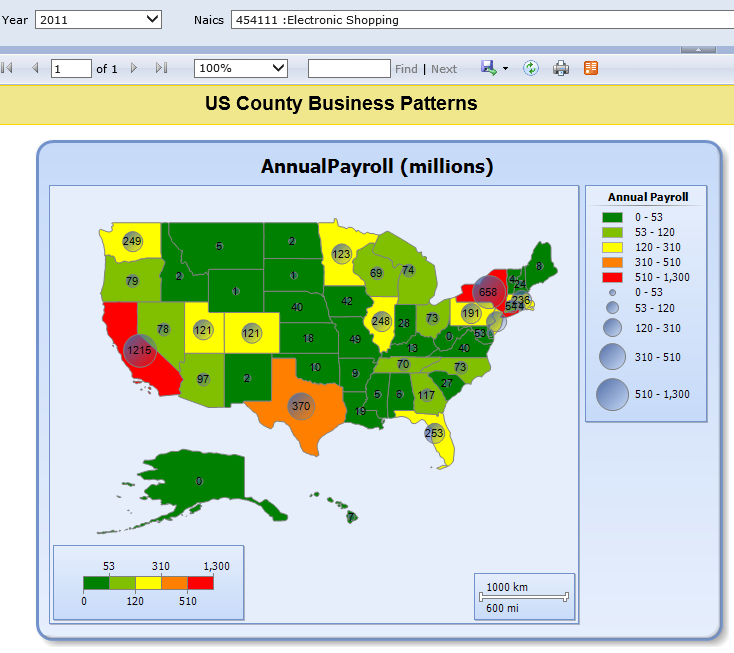 Year 2011 Naics 454111 :Electronic Shopping
1 of 1 100% Find | Next
US County Business Patterns
AnnualPayroll (millions)
Annual Payroll
0 - 53
53 - 120
120 - 310
310 - 510
510 - 1,300
0 - 53
53 - 120
120 - 310
310 - 510
510 - 1,300
249 5 2 123 69 74 8
79 2 1 1 658 24
236
40 42 191 544
1215 78 121 121 248 28 73
18 49 53
13 0 40
97 2 10 9 70 73
370 5 6 117 27
19
253
0
7
53 310 1,300
0 120 510
1000 km
600 mi